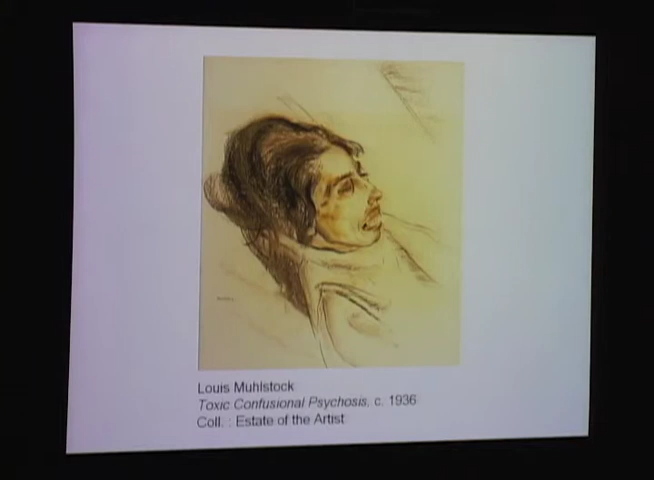 Louis Muhlstock
Toxic Confusional Psychosis, c. 1936
Coll. : Estate of the Artist